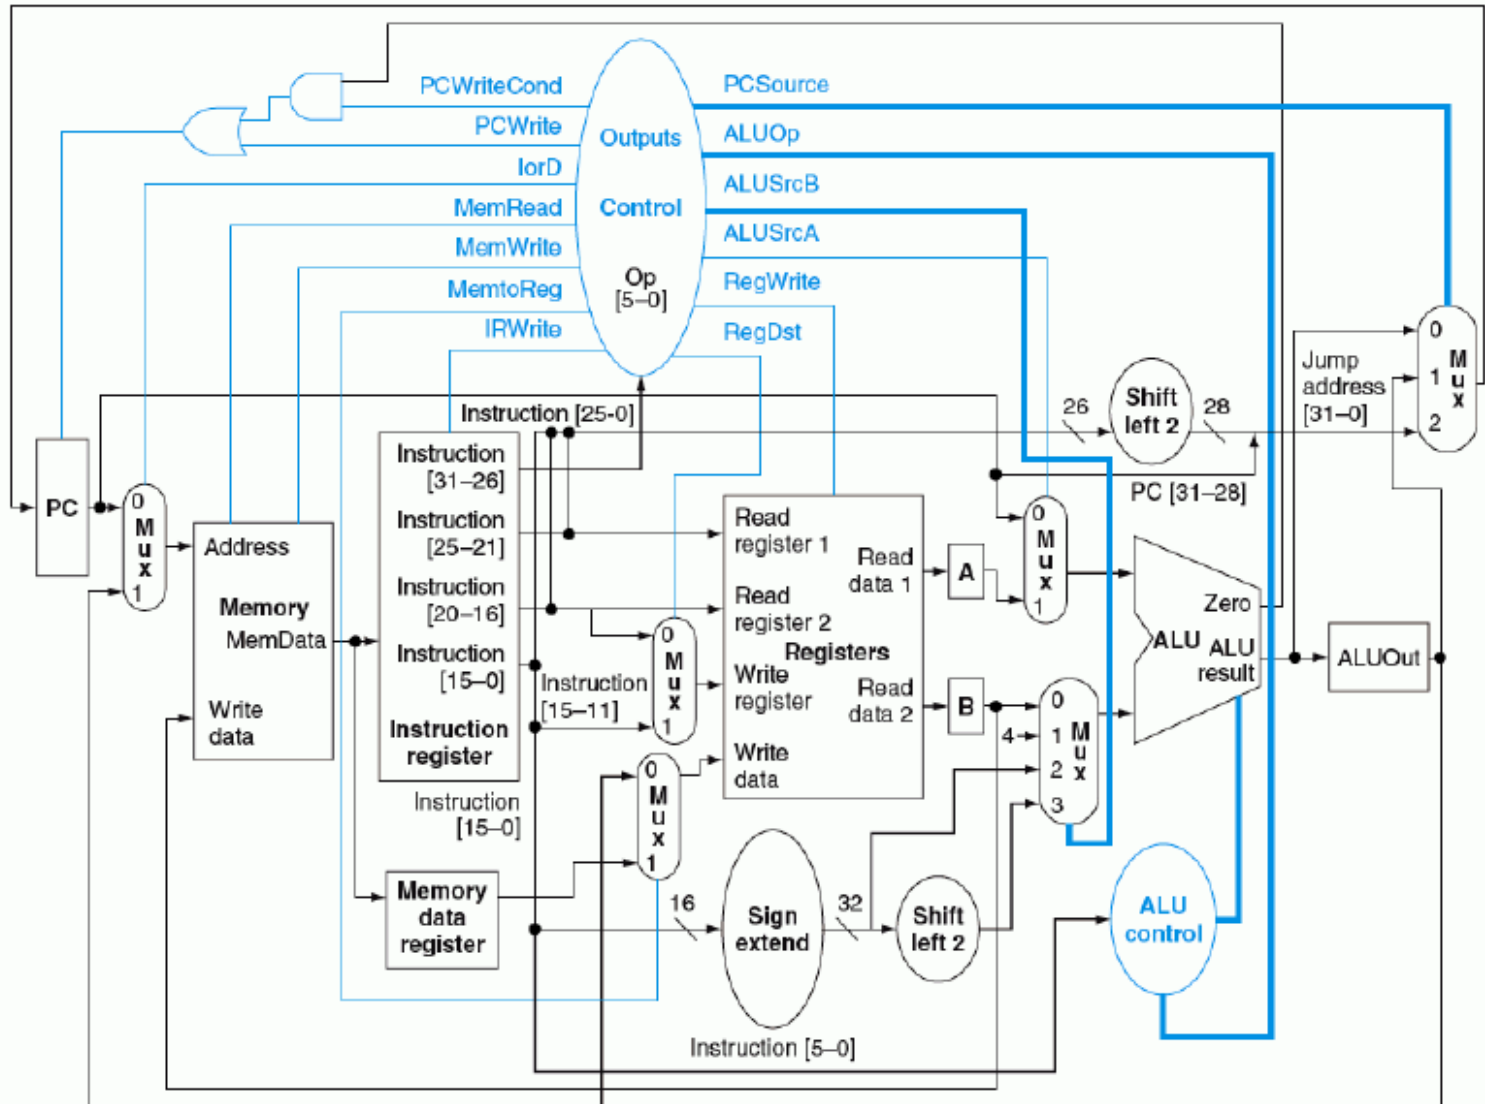 PCWriteCond
PCSource
PCWrite
Outputs
ALUOp
IorD
ALUSrcB
MemRead
Control
ALUSrcA
MemWrite
Op
[5–0]
MemtoReg
RegWrite
IRWrite
RegDst
Instruction [25-0]
26
Shift
left 2
28
Jump
address
[31–0]
0
1
2
M
u
x
PC
0
M
u
x
1
Address
Memory
MemData
Write
data
Instruction
[31–26]
Instruction
[25–21]
Instruction
[20–16]
Instruction
[15–0]
Instruction
register
Instruction
[15–11]
0
M
u
x
1
Read
register 1
Read
register 2
Registers
Write
register
Write
data
Read
data 1
Read
data 2
A
B
PC [31–28]
0
M
u
x
1
4
0
1
2
3
M
u
x
Zero
ALU
ALU
result
ALUOut
Instruction
[15–0]
0
M
u
x
1
Memory
data
register
16
Sign
extend
32
Shift
left 2
ALU
control
Instruction [5–0]